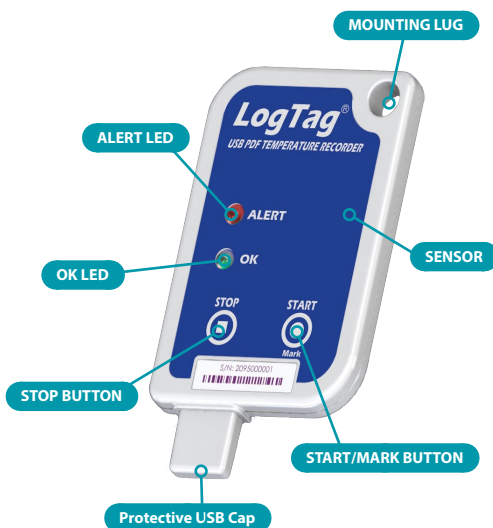 MOUNTING LUG
LogTag®
USB PDF TEMPERATURE RECORDER
ALERT LED
ALERT
SENSOR
OK LED
OK
STOP
START
Mark
S/N: 2095000001
STOP BUTTON
START/MARK BUTTON
Protective USB Cap